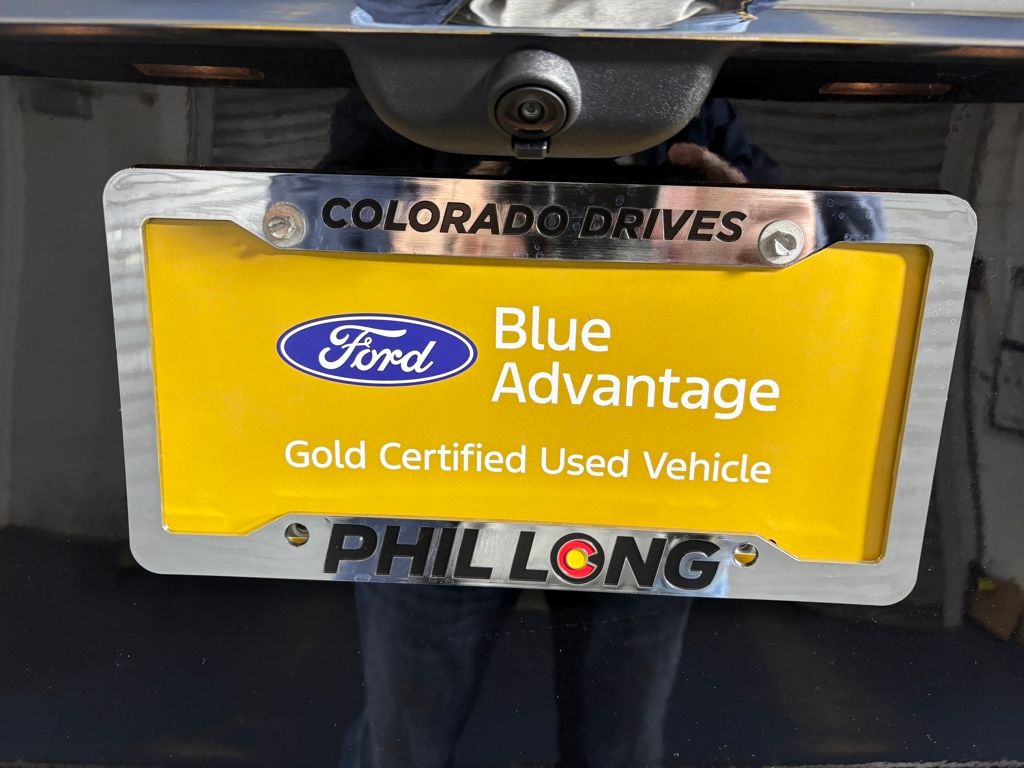 COLORADO DRIVES
Ford
Blue
Advantage
Gold Certified Used Vehicle
PHIL LONG